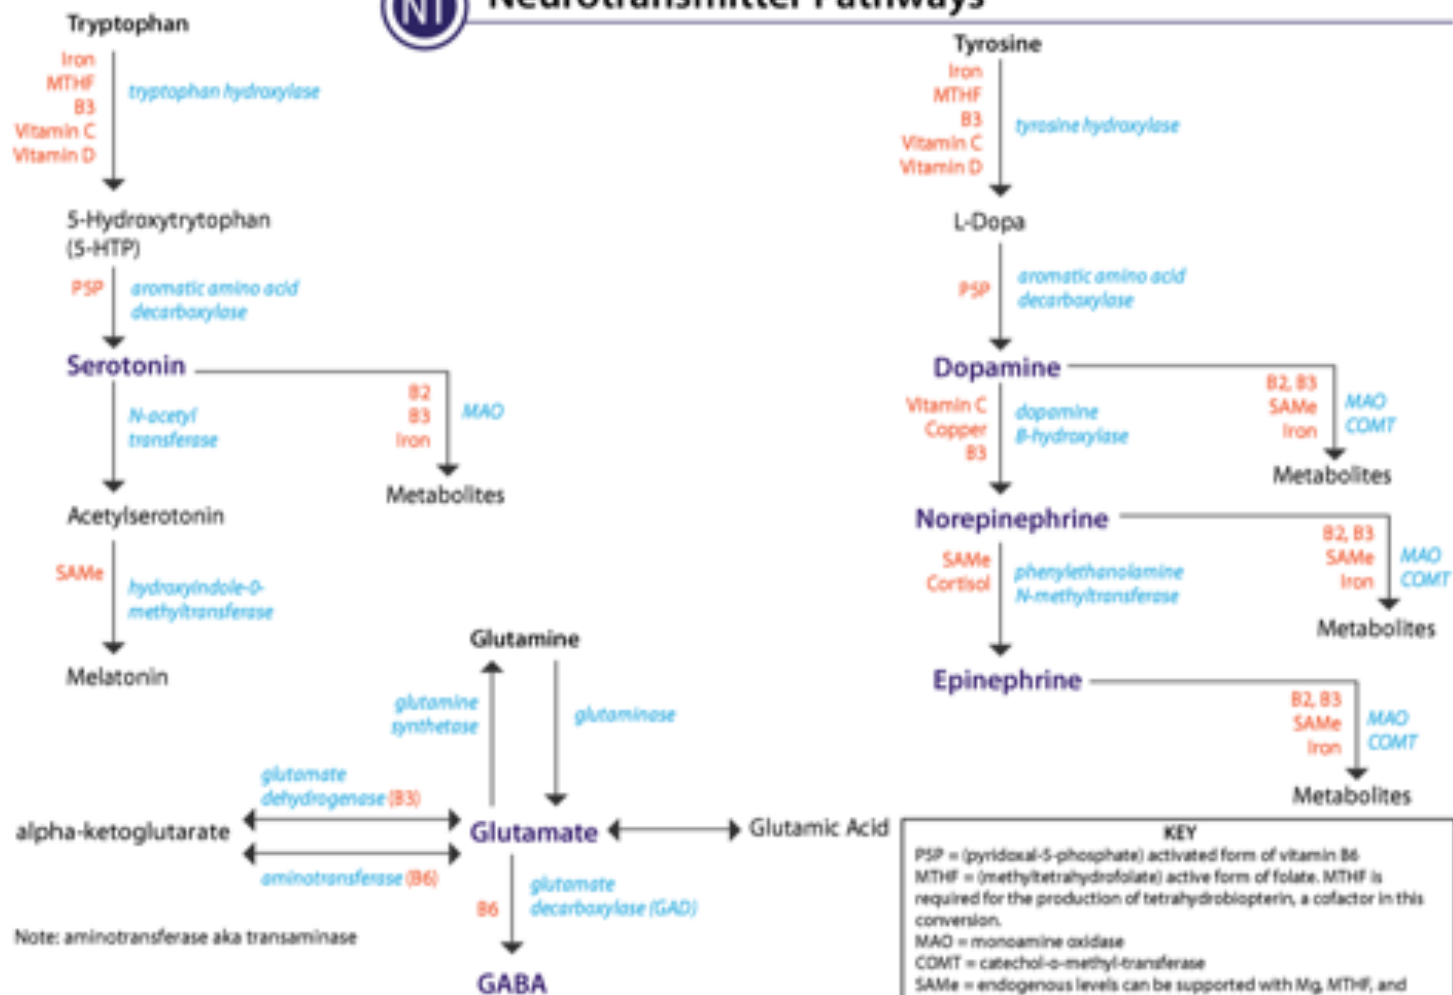 NT
Neurotransmitter Pathways
Tryptophan
Iron
MTHF
B3
Vitamin C
Vitamin D
tryptophan hydroxylase
5-Hydroxytrytophan
(5-HTP)
P5P
aromatic amino acid
decarboxylase
Serotonin
N-acetyl
transferase
B2
B3
Iron
MAO
Metabolites
Acetylserotonin
SAMe
hydroxyindole-O-
methyltransferase
Melatonin
Tyrosine
Iron
MTHF
B3
Vitamin C
Vitamin D
tyrosine hydroxylase
L-Dopa
P5P
aromatic amino acid
decarboxylase
Dopamine
Vitamin C
Copper
B3
dopamine
B-hydroxylase
B2, B3
SAMe
Iron
MAO
COMT
Metabolites
Norepinephrine
SAMe
Cortisol
phenylethanolamine
N-methyltransferase
B2, B3
SAMe
Iron
MAO
COMT
Metabolites
Epinephrine
B2, B3
SAMe
Iron
MAO
COMT
Metabolites
Glutamine
glutamine
synthetase
glutaminase
glutamate
dehydrogenase (B3)
alpha-ketoglutarate
Glutamate
Glutamic Acid
aminotransferase (B6)
B6
glutamate
decarboxylase (GAD)
GABA
Note: aminotransferase aka transaminase
KEY
P5P = (pyridoxal-5-phosphate) activated form of vitamin B6
MTHF = (methyltetrahydrofolate) active form of folate. MTHF is
required for the production of tetrahydrobiopterin, a cofactor in this
conversion.
MAO = monoamine oxidase
COMT = catechol-o-methyl-transferase
SAMe = endogenous levels can be supported with Mg, MTHF, and